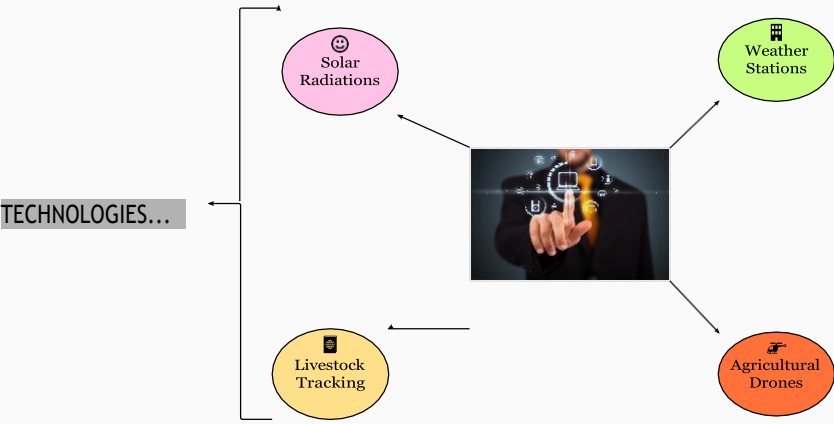 Solar
Radiations
Weather
Stations
TECHNOLOGIES...
Livestock
Tracking
Agricultural
Drones